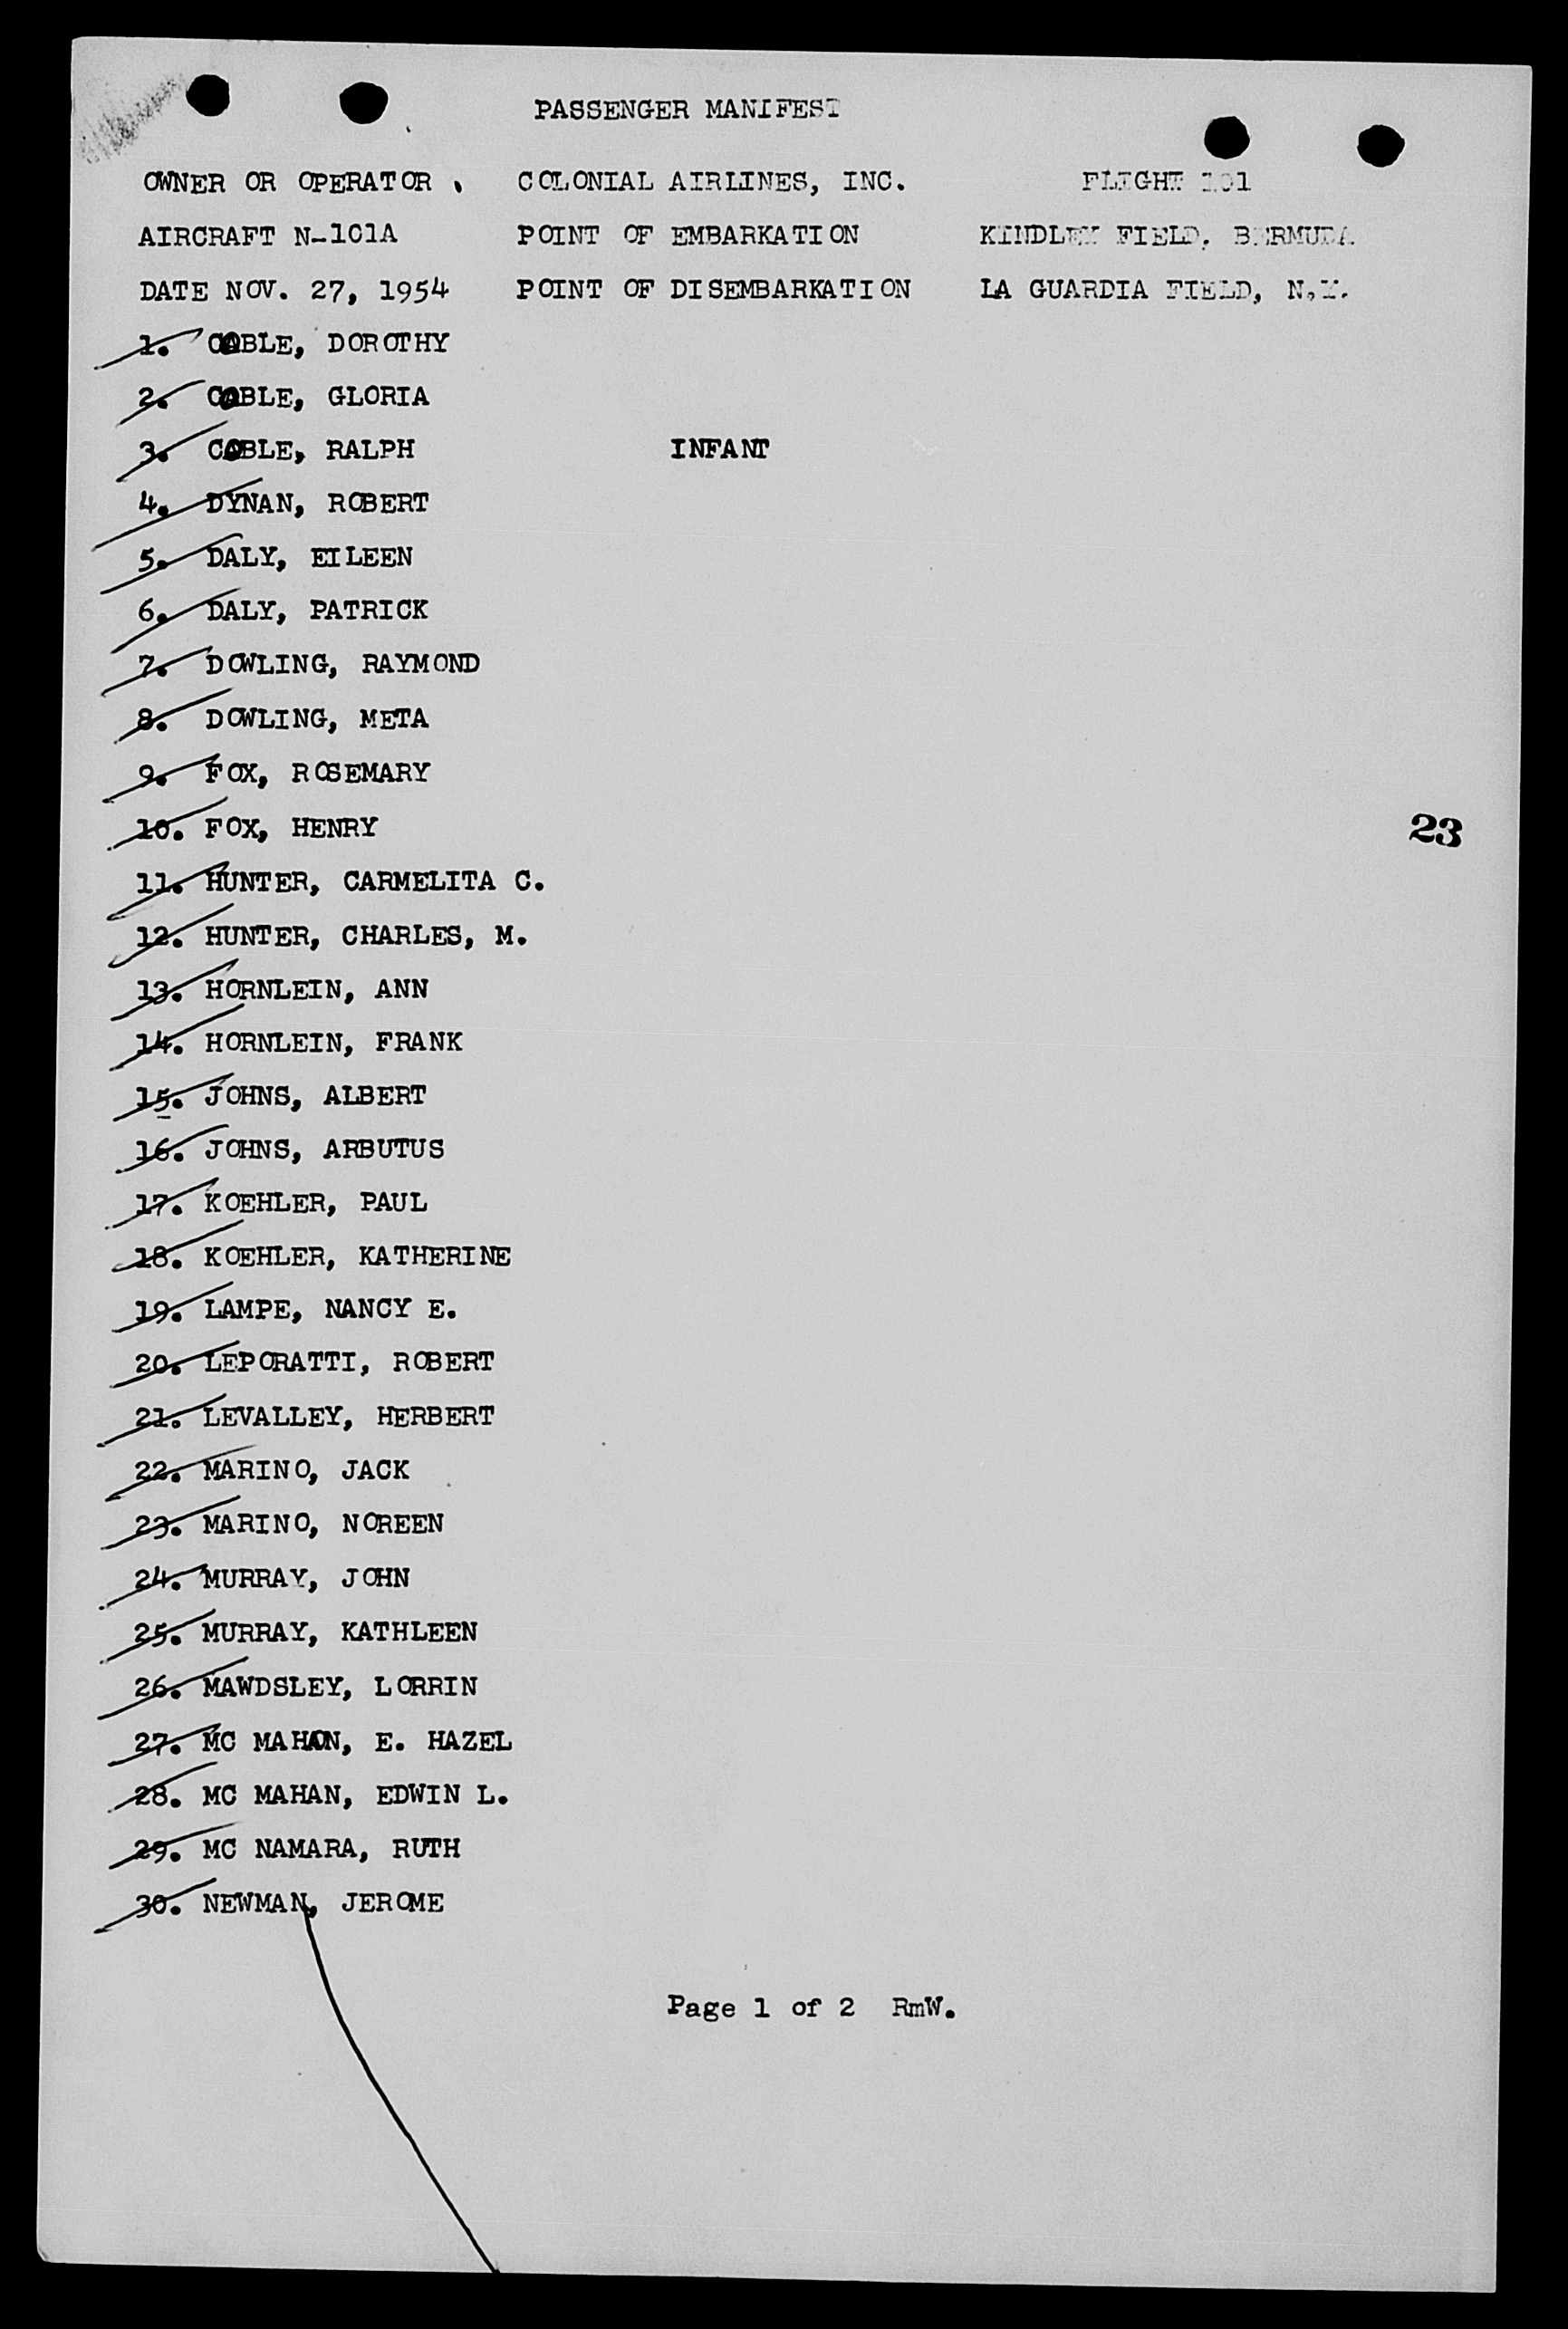 PASSENGER MANIFEST
OWNER OR OPERATOR . COLONIAL AIRLINES, INC. FLIGHT 101
AIRCRAFT N-101A POINT OF EMBARKATION KINDLEY FIELD, BERMUDA
DATE NOV. 27, 1954 POINT OF DISEMBARKATION LA GUARDIA FIELD, N.Y.
1. COBLE, DOROTHY
2. COBLE, GLORIA
3. COBLE, RALPH INFANT
4. DYNAN, ROBERT
5. DALY, EILEEN
6. DALY, PATRICK
7. DOWLING, RAYMOND
8. DOWLING, META
9. FOX, ROSEMARY
10. FOX, HENRY
23
11. HUNTER, CARMELITA C.
12. HUNTER, CHARLES, M.
13. HORNLEIN, ANN
14. HORNLEIN, FRANK
15. JOHNS, ALBERT
16. JOHNS, ARBUTUS
17. KOEHLER, PAUL
18. KOEHLER, KATHERINE
19. LAMPE, NANCY E.
20. LEPORATTI, ROBERT
21. LEVALLEY, HERBERT
22. MARINO, JACK
23. MARINO, NOREEN
24. MURRAY, JOHN
25. MURRAY, KATHLEEN
26. MAWDSLEY, LORRIN
27. MC MAHAN, E. HAZEL
28. MC MAHAN, EDWIN L.
29. MC NAMARA, RUTH
30. NEWMAN, JEROME
Page 1 of 2 RmW.